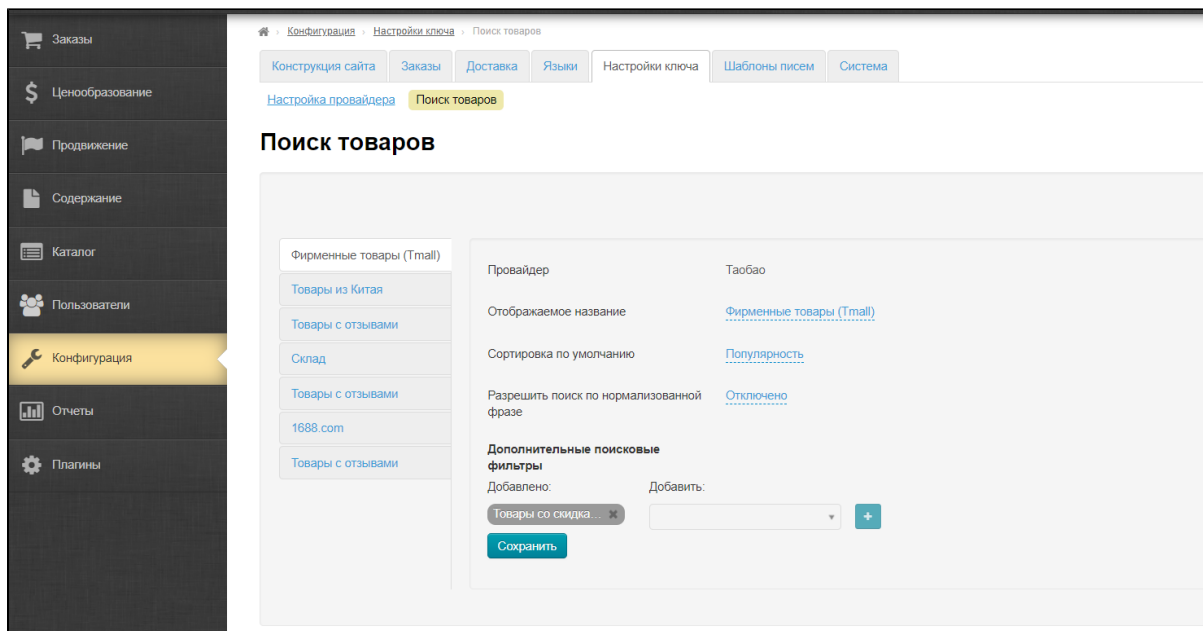 Заказы
Ценообразование
Продвижение
Содержание
Каталог
Пользователи
Конфигурация
Отчеты
Плагины
Конфигурация › Настройки ключа › Поиск товаров
Конструкция сайта Заказы Доставка Языки Настройки ключа Шаблоны писем Система
Настройка провайдера Поиск товаров
Поиск товаров
Фирменные товары (Tmall)
Товары из Китая
Товары с отзывами
Склад
Товары с отзывами
1688.com
Товары с отзывами
Провайдер Таобао
Отображаемое название Фирменные товары (Tmall)
Сортировка по умолчанию Популярность
Разрешить поиск по нормализованной Отключено
фразе
Дополнительные поисковые
фильтры
Добавлено: Добавить:
Товары со скидка... ✖ +
Сохранить